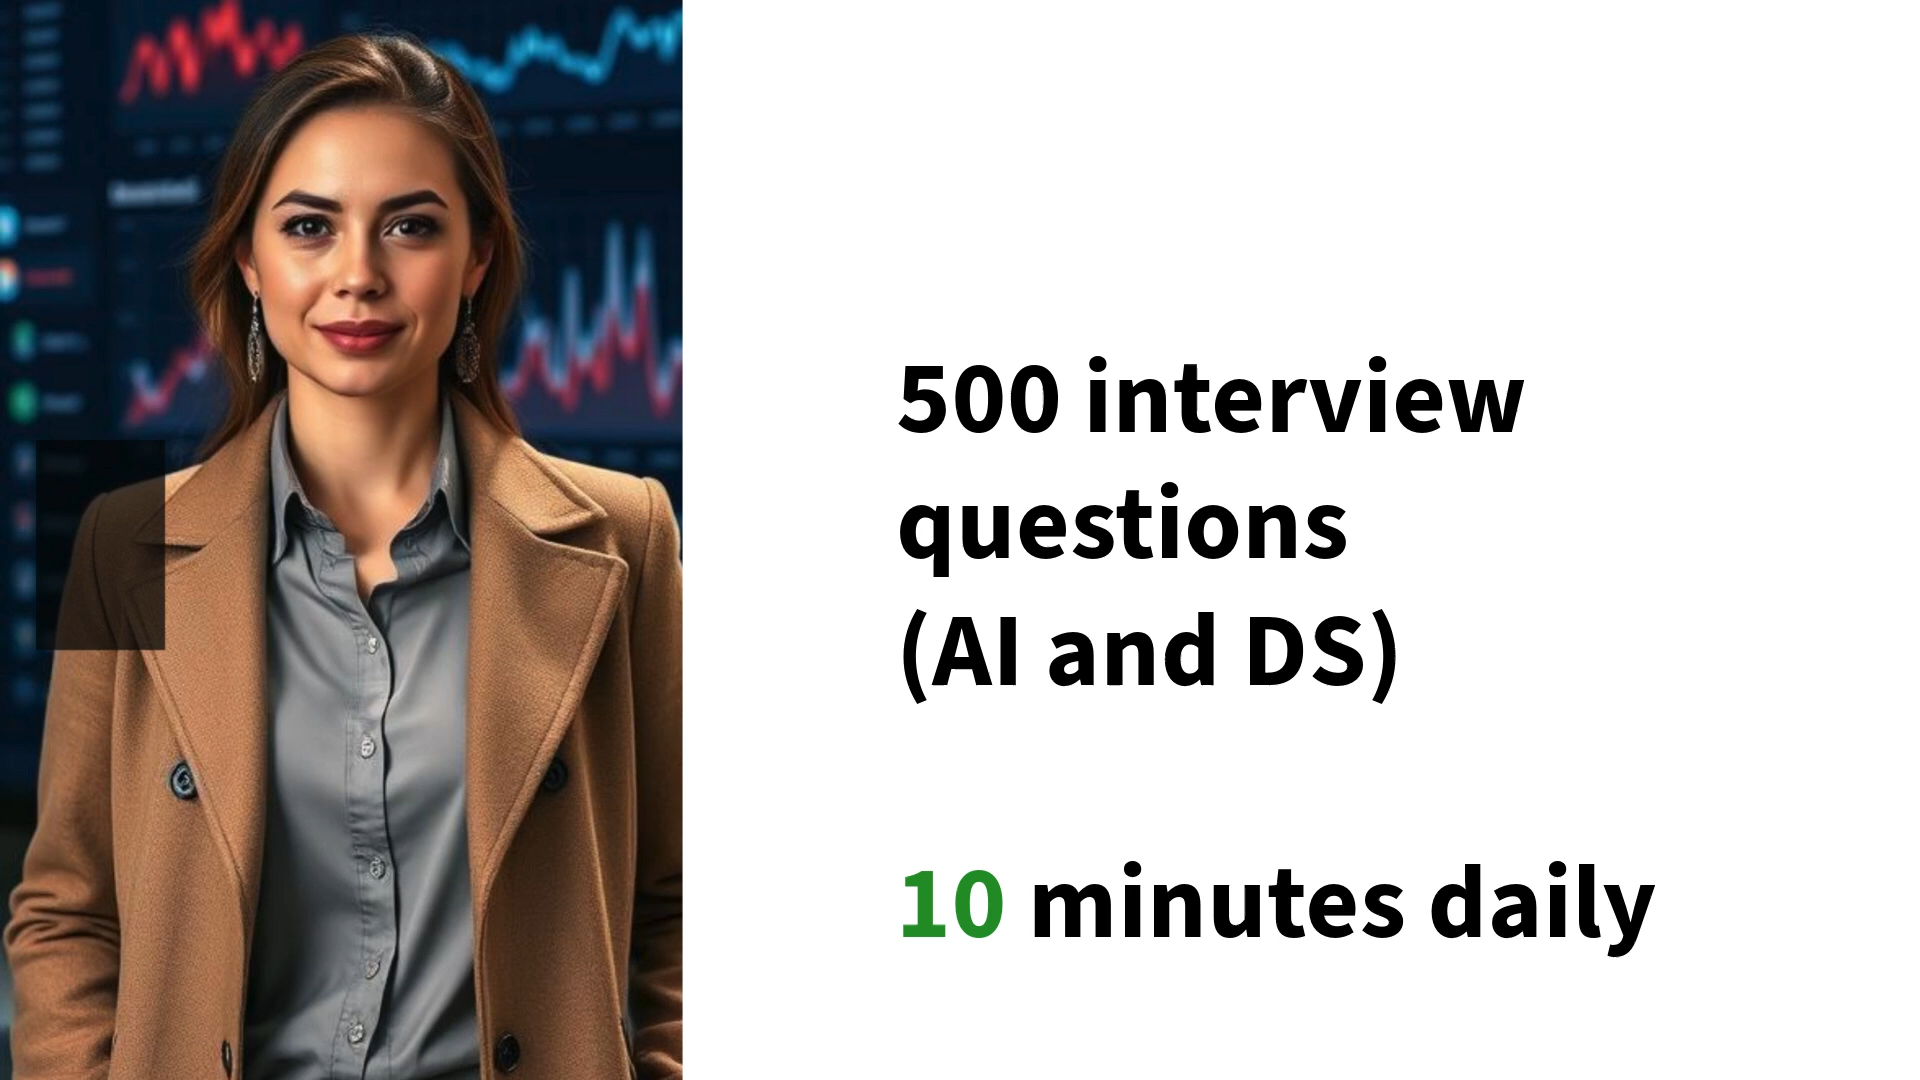 500 interview
questions
(AI and DS)
10 minutes daily